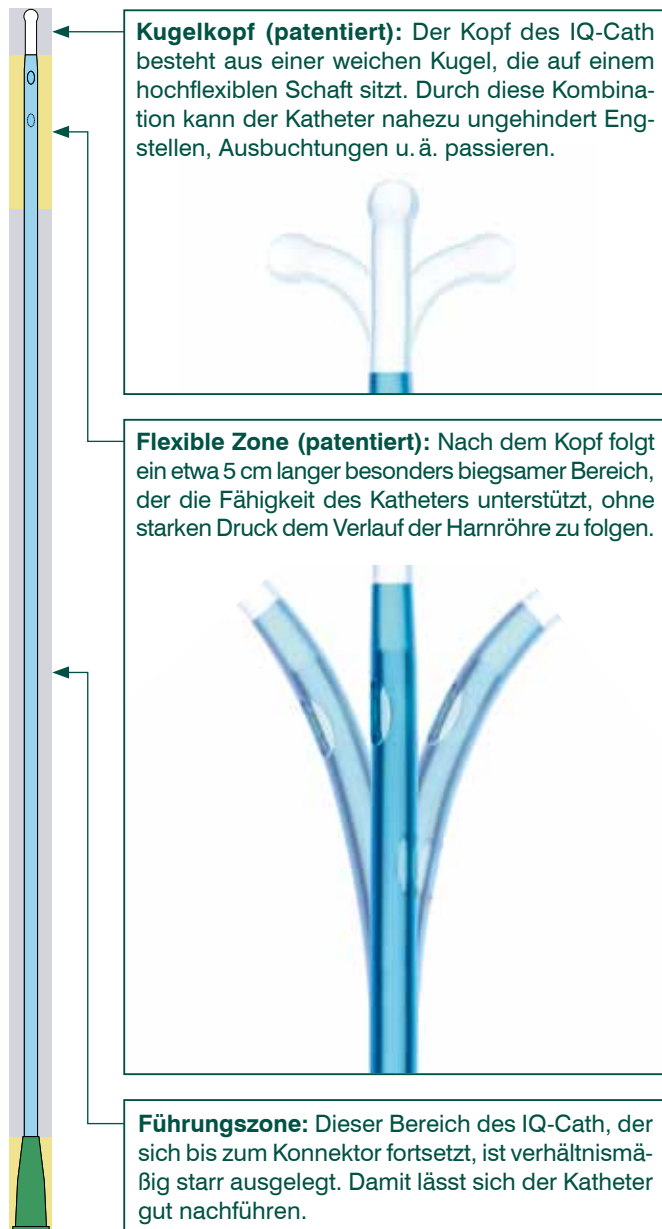 Kugelkopf (patentiert): Der Kopf des IQ-Cath
besteht aus einer weichen Kugel, die auf einem
hochflexiblen Schaft sitzt. Durch diese Kombina-
tion kann der Katheter nahezu ungehindert Eng-
stellen, Ausbuchtungen u. ä. passieren.
Flexible Zone (patentiert): Nach dem Kopf folgt
ein etwa 5 cm langer besonders biegsamer Bereich,
der die Fähigkeit des Katheters unterstützt, ohne
starken Druck dem Verlauf der Harnröhre zu folgen.
Führungszone: Dieser Bereich des IQ-Cath, der
sich bis zum Konnektor fortsetzt, ist verhältnismä-
ßig starr ausgelegt. Damit lässt sich der Katheter
gut nachführen.